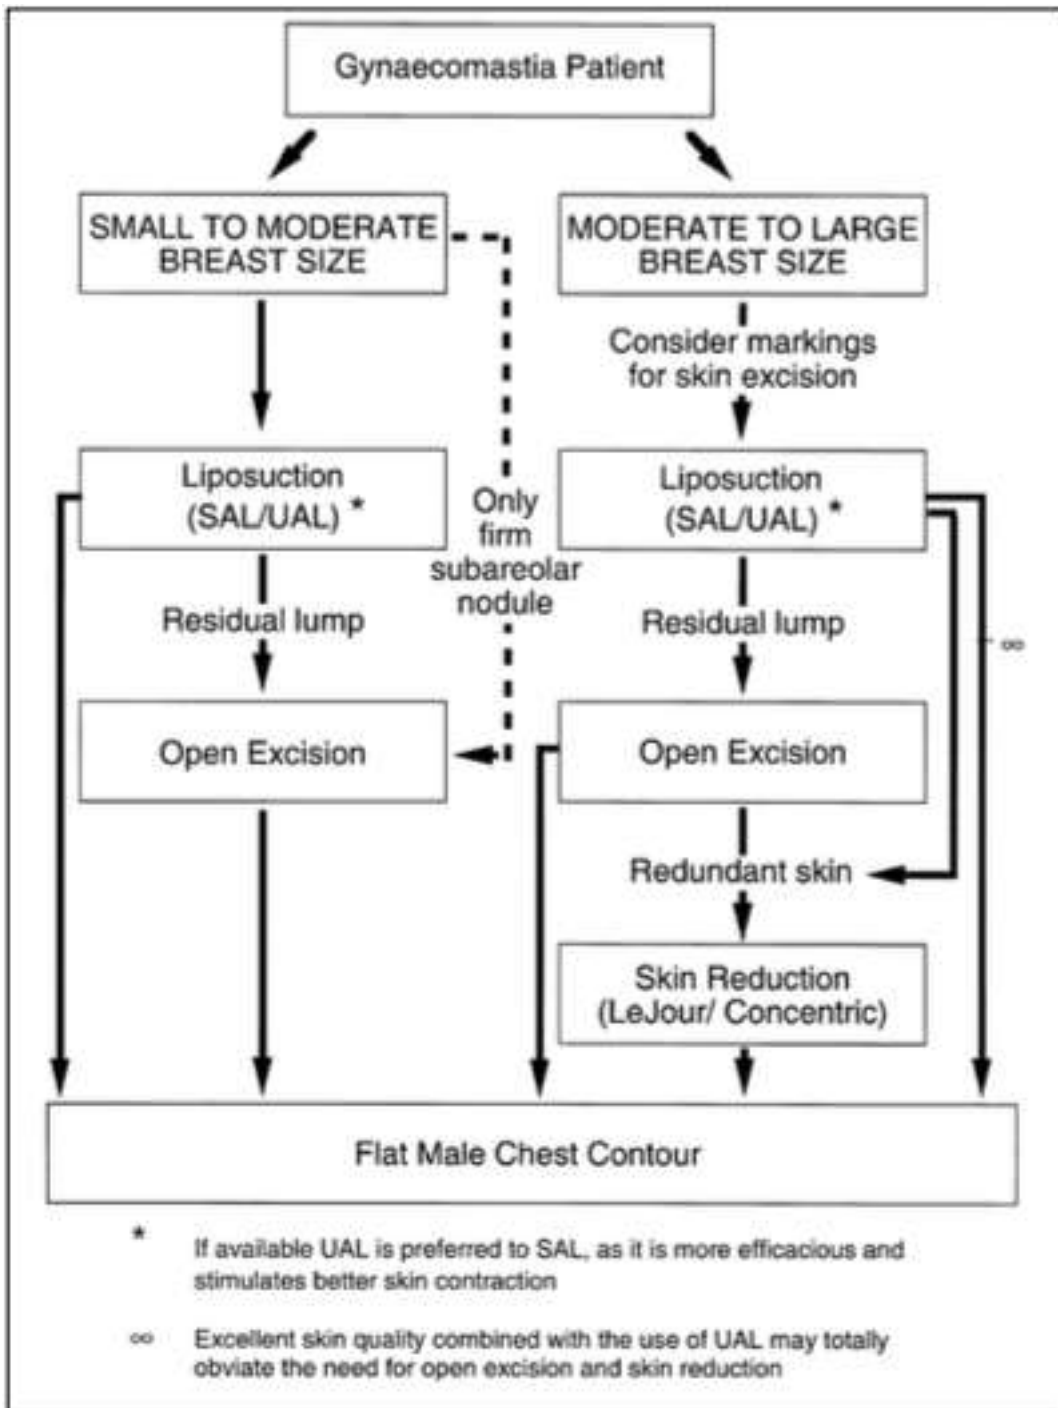 Gynaecomastia Patient
SMALL TO MODERATE
BREAST SIZE
MODERATE TO LARGE
BREAST SIZE
Consider markings
for skin excision
Liposuction
(SAL/UAL) *
Only
firm
subareolar
nodule
Liposuction
(SAL/UAL) *
Residual lump
Residual lump
∞
Open Excision
Open Excision
Redundant skin
Skin Reduction
(LeJour/ Concentric)
Flat Male Chest Contour
* If available UAL is preferred to SAL, as it is more efficacious and
stimulates better skin contraction
∞ Excellent skin quality combined with the use of UAL may totally
obviate the need for open excision and skin reduction